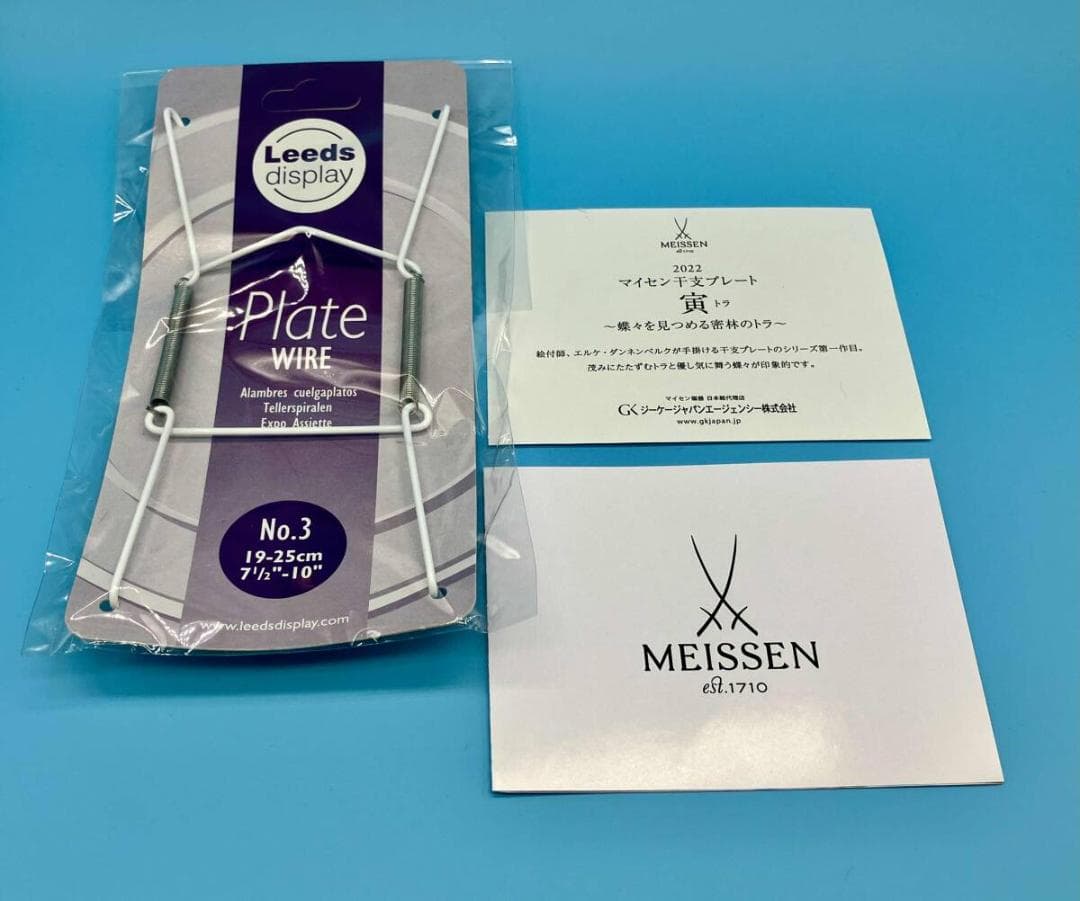 Leeds
display
Plate
WIRE
Alambres cuelgaplatos
Tellerspiralen
Expo Assiette
No.3
19-25cm
7 1/2"-10"
www.leedsdisplay.com
MEISSEN
est.1710
2022
マイセン干支プレート
寅 トラ
～蝶々を見つめる密林のトラ～
絵付師、エルケ・ダンネンベルクが手掛ける干支プレートのシリーズ第一作目。
茂みにたたずむトラと優し気に舞う蝶々が印象的です。
マイセン磁器 日本総代理店
GK ジーケージャパンエージェンシー株式会社
www.gkjapan.jp
MEISSEN
est.1710